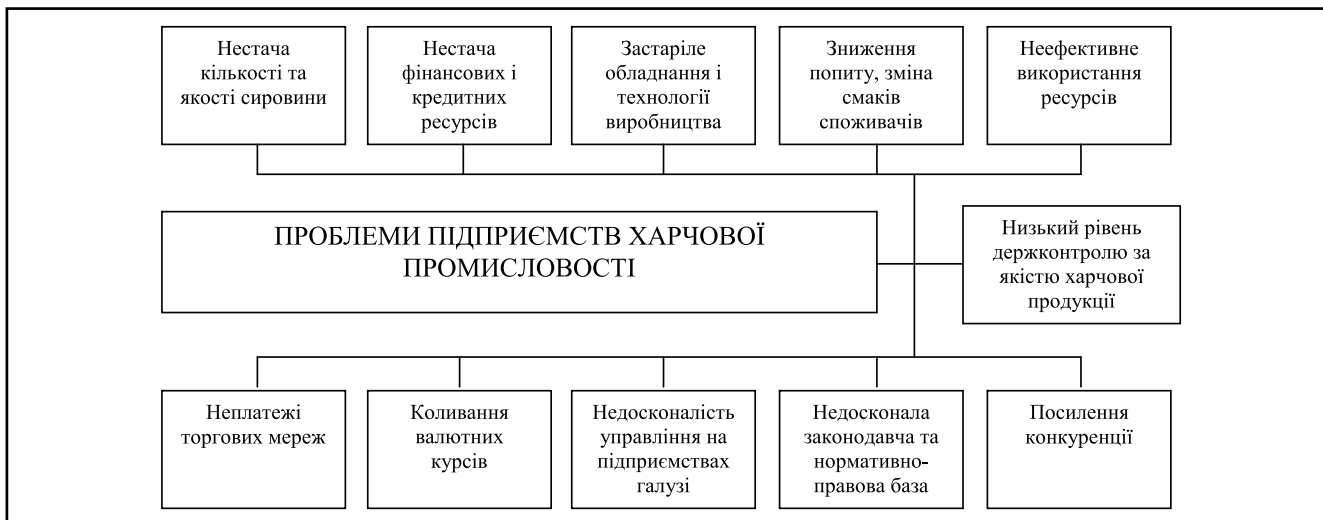 Нестача
кількості та
якості сировини
Нестача
фінансових і
кредитних
ресурсів
Застаріле
обладнання і
технології
виробництва
Зниження
попиту, зміна
смаків
споживачів
Неефективне
використання
ресурсів
ПРОБЛЕМИ ПІДПРИЄМСТВ ХАРЧОВОЇ
ПРОМИСЛОВОСТІ
Низький рівень
держконтролю за
якістю харчової
продукції
Неплатежі
торгових мереж
Коливання
валютних
курсів
Недосконалість
управління на
підприємствах
галузі
Недосконала
законодавча та
нормативно-
правова база
Посилення
конкуренції